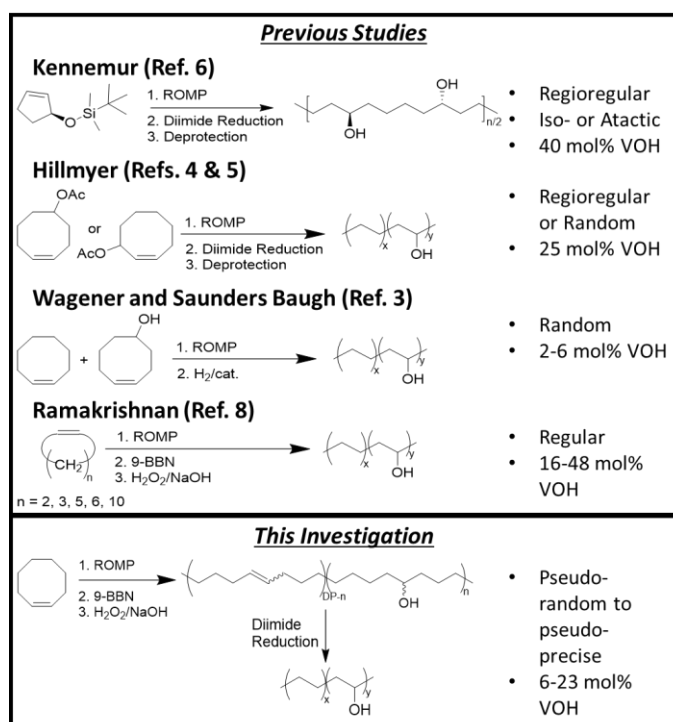 Previous Studies
Kennemur (Ref. 6)
O
Si
1. ROMP
2. Diimide Reduction
3. Deprotection
OH
OH
n/2
• Regioregular
• Iso- or Atactic
• 40 mol% VOH
Hillmyer (Refs. 4 & 5)
OAc
or
AcO
1. ROMP
2. Diimide Reduction
3. Deprotection
x
y
OH
• Regioregular
or Random
• 25 mol% VOH
Wagener and Saunders Baugh (Ref. 3)
OH
+
1. ROMP
2. H₂/cat.
x
y
OH
• Random
• 2-6 mol% VOH
Ramakrishnan (Ref. 8)
(CH₂)n
n = 2, 3, 5, 6, 10
1. ROMP
2. 9-BBN
3. H₂O₂/NaOH
x
y
OH
• Regular
• 16-48 mol%
VOH
This Investigation
1. ROMP
2. 9-BBN
3. H₂O₂/NaOH
DP-n
OH
n
Diimide
Reduction
x
y
OH
• Pseudo-
random to
pseudo-
precise
• 6-23 mol%
VOH